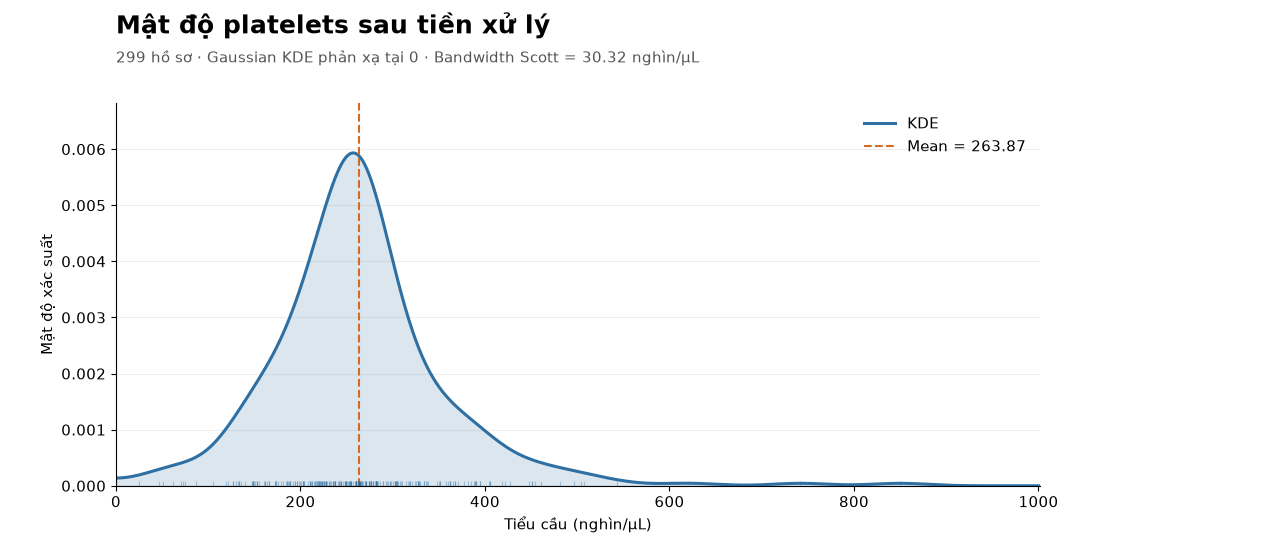 Mật độ platelets sau tiền xử lý
299 hồ sơ · Gaussian KDE phản xạ tại 0 · Bandwidth Scott = 30.32 nghìn/µL
KDE
Mean = 263.87
Mật độ xác suất
0.006
0.005
0.004
0.003
0.002
0.001
0.000
0 200 400 600 800 1000
Tiểu cầu (nghìn/µL)